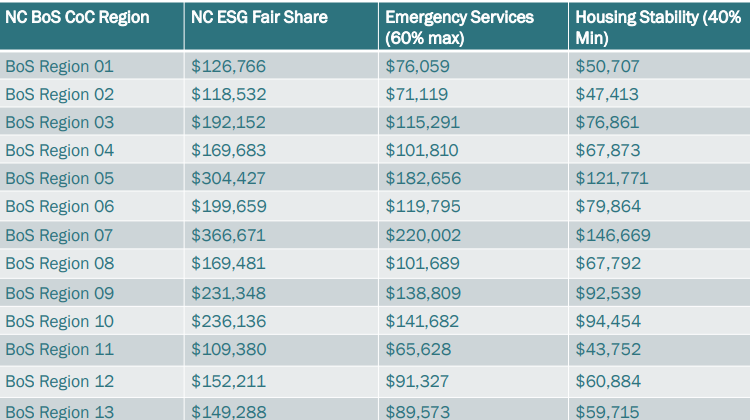 NC BoS CoC Region NC ESG Fair Share Emergency Services (60% max) Housing Stability (40% Min)
BoS Region 01 $126,766 $76,059 $50,707
BoS Region 02 $118,532 $71,119 $47,413
BoS Region 03 $192,152 $115,291 $76,861
BoS Region 04 $169,683 $101,810 $67,873
BoS Region 05 $304,427 $182,656 $121,771
BoS Region 06 $199,659 $119,795 $79,864
BoS Region 07 $366,671 $220,002 $146,669
BoS Region 08 $169,481 $101,689 $67,792
BoS Region 09 $231,348 $138,809 $92,539
BoS Region 10 $236,136 $141,682 $94,454
BoS Region 11 $109,380 $65,628 $43,752
BoS Region 12 $152,211 $91,327 $60,884
BoS Region 13 $149,288 $89,573 $59,715